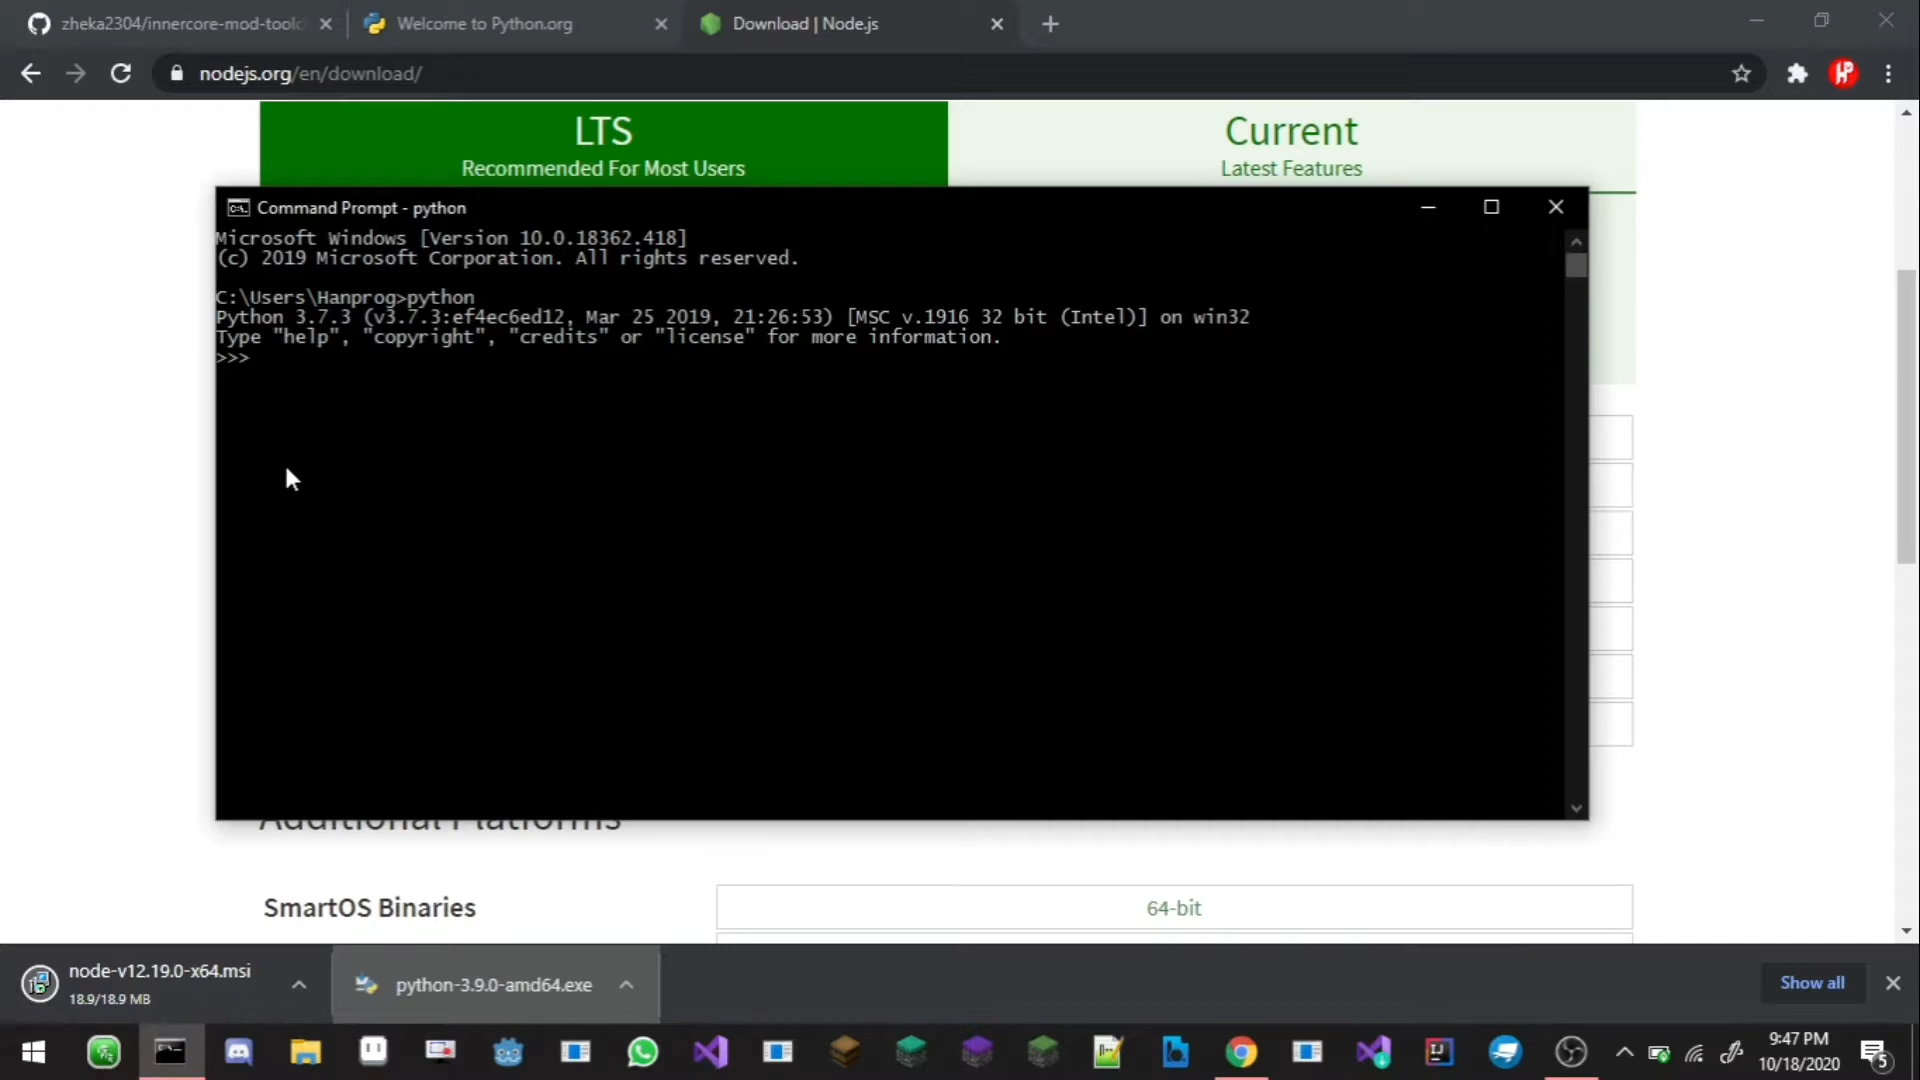 zheka2304/innercore-mod-toolc
Welcome to Python.org
Download | Node.js
nodejs.org/en/download/
LTS
Recommended For Most Users
Current
Latest Features
Command Prompt - python
Microsoft Windows [Version 10.0.18362.418]
(c) 2019 Microsoft Corporation. All rights reserved.
C:\Users\Hanprog>python
Python 3.7.3 (v3.7.3:ef4ec6ed12, Mar 25 2019, 21:26:53) [MSC v.1916 32 bit (Intel)] on win32
Type "help", "copyright", "credits" or "license" for more information.
>>>
Additional Platforms
SmartOS Binaries
64-bit
node-v12.19.0-x64.msi
18.9/18.9 MB
python-3.9.0-amd64.exe
Show all
9:47 PM
10/18/2020
5